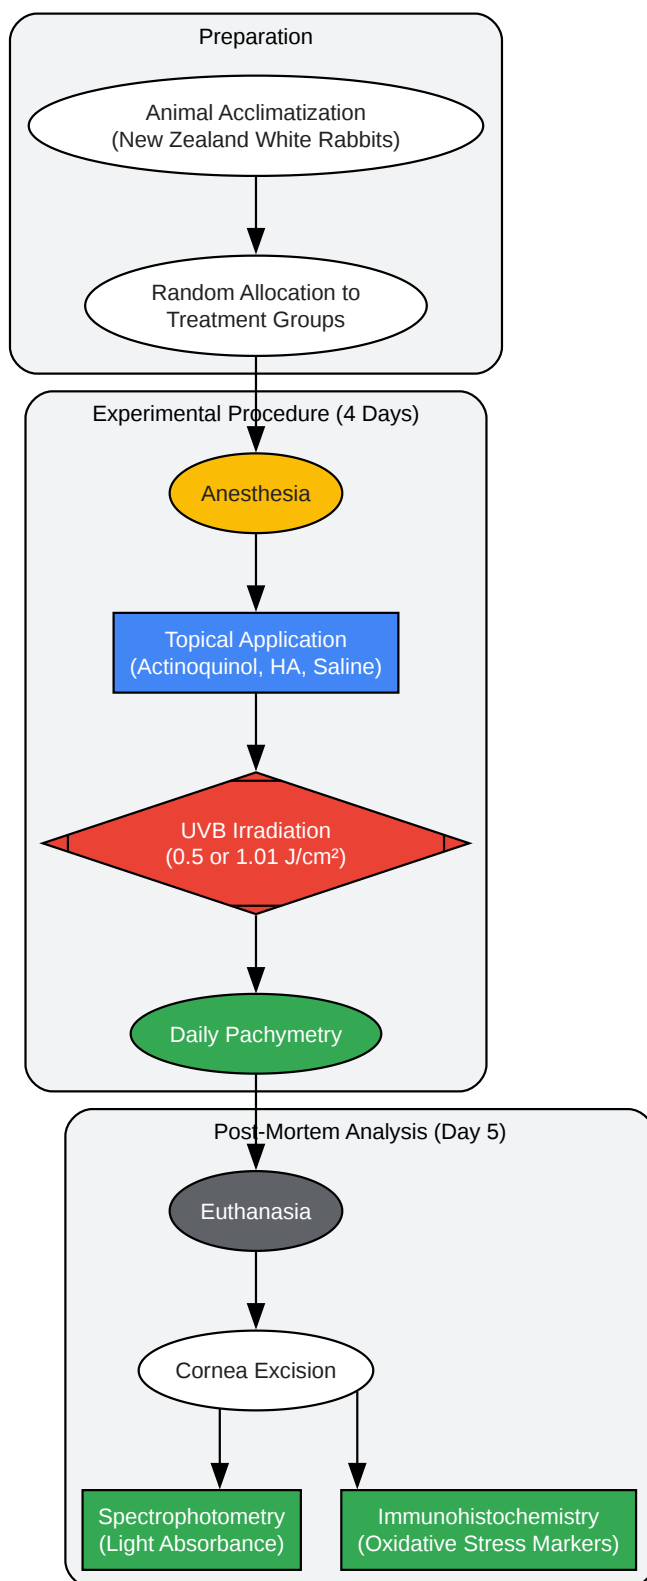 Preparation
Animal Acclimatization
(New Zealand White Rabbits)
Random Allocation to
Treatment Groups
Experimental Procedure (4 Days)
Anesthesia
Topical Application
(Actinoquinol, HA, Saline)
UVB Irradiation
(0.5 or 1.01 J/cm²)
Daily Pachymetry
Post-Mortem Analysis (Day 5)
Euthanasia
Cornea Excision
Spectrophotometry
(Light Absorbance)
Immunohistochemistry
(Oxidative Stress Markers)